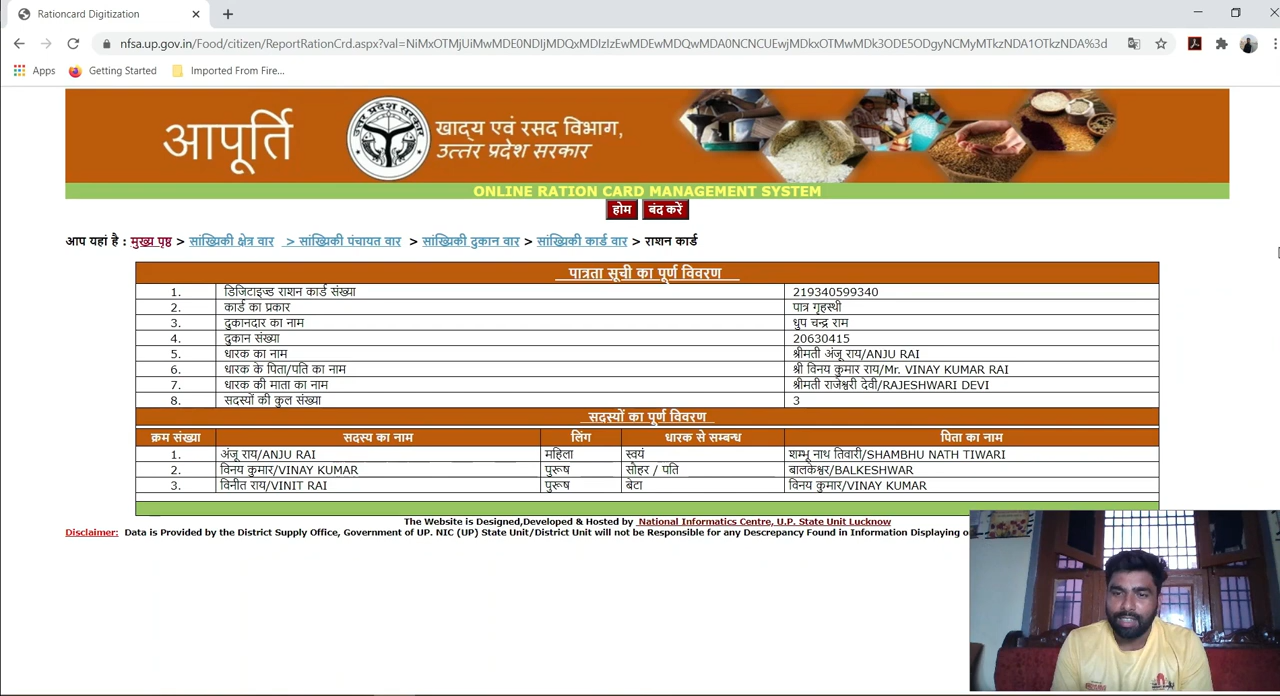 Rationcard Digitization
nfsa.up.gov.in/Food/citizen/ReportRationCrd.aspx?val=NiMxOTMjUiMwMDE0NDljMDQxMDIzIzEwMDEwMDQwMDA0NCNCUEwjMDkxOTMwMDk3ODE5ODgyNCMyMTkzNDA1OTkzNDA%3d
Apps Getting Started Imported From Fire...
आपूर्ति
उत्तर प्रदेश सरकार
खाद्य एवं रसद विभाग,
उत्तर प्रदेश सरकार
ONLINE RATION CARD MANAGEMENT SYSTEM
होम बंद करें
आप यहां है : मुख्य पृष्ठ > सांख्यिकी क्षेत्र वार > सांख्यिकी पंचायत वार > सांख्यिकी दुकान वार > सांख्यिकी कार्ड वार > राशन कार्ड
पात्रता सूची का पूर्ण विवरण
1. डिजिटाइज्ड राशन कार्ड संख्या 219340599340
2. कार्ड का प्रकार पात्र गृहस्थी
3. दुकानदार का नाम धुप चन्द्र राम
4. दुकान संख्या 20630415
5. धारक का नाम श्रीमती अंजू राय/ANJU RAI
6. धारक के पिता/पति का नाम श्री विनय कुमार राय/Mr. VINAY KUMAR RAI
7. धारक की माता का नाम श्रीमती राजेश्वरी देवी/RAJESHWARI DEVI
8. सदस्यों की कुल संख्या 3
सदस्यों का पूर्ण विवरण
क्रम संख्या सदस्य का नाम लिंग धारक से सम्बन्ध पिता का नाम
1. अंजू राय/ANJU RAI महिला स्वयं शम्भू नाथ तिवारी/SHAMBHU NATH TIWARI
2. विनय कुमार/VINAY KUMAR पुरूष सौहर / पति बालकेश्वर/BALKESHWAR
3. विनीत राय/VINIT RAI पुरूष बेटा विनय कुमार/VINAY KUMAR
The Website is Designed,Developed & Hosted by National Informatics Centre, U.P. State Unit Lucknow
Disclaimer: Data is Provided by the District Supply Office, Government of UP. NIC (UP) State Unit/District Unit will not be Responsible for any Descrepancy Found in Information Displaying